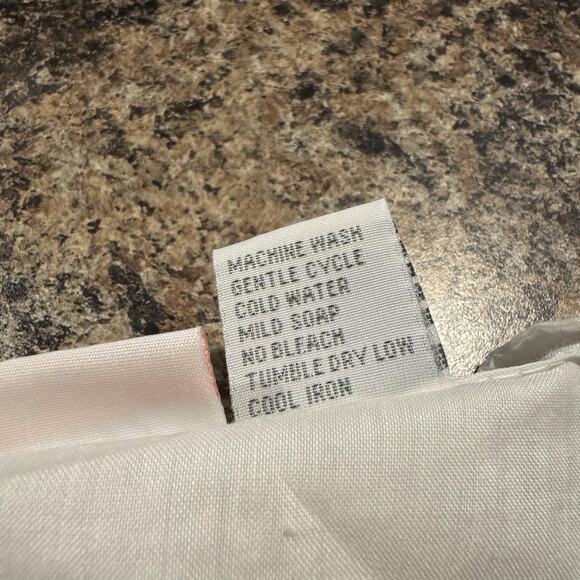 MACHINE WASH
GENTLE CYCLE
COLD WATER
MILD SOAP
NO BLEACH
TUMBLE DRY LOW
COOL IRON